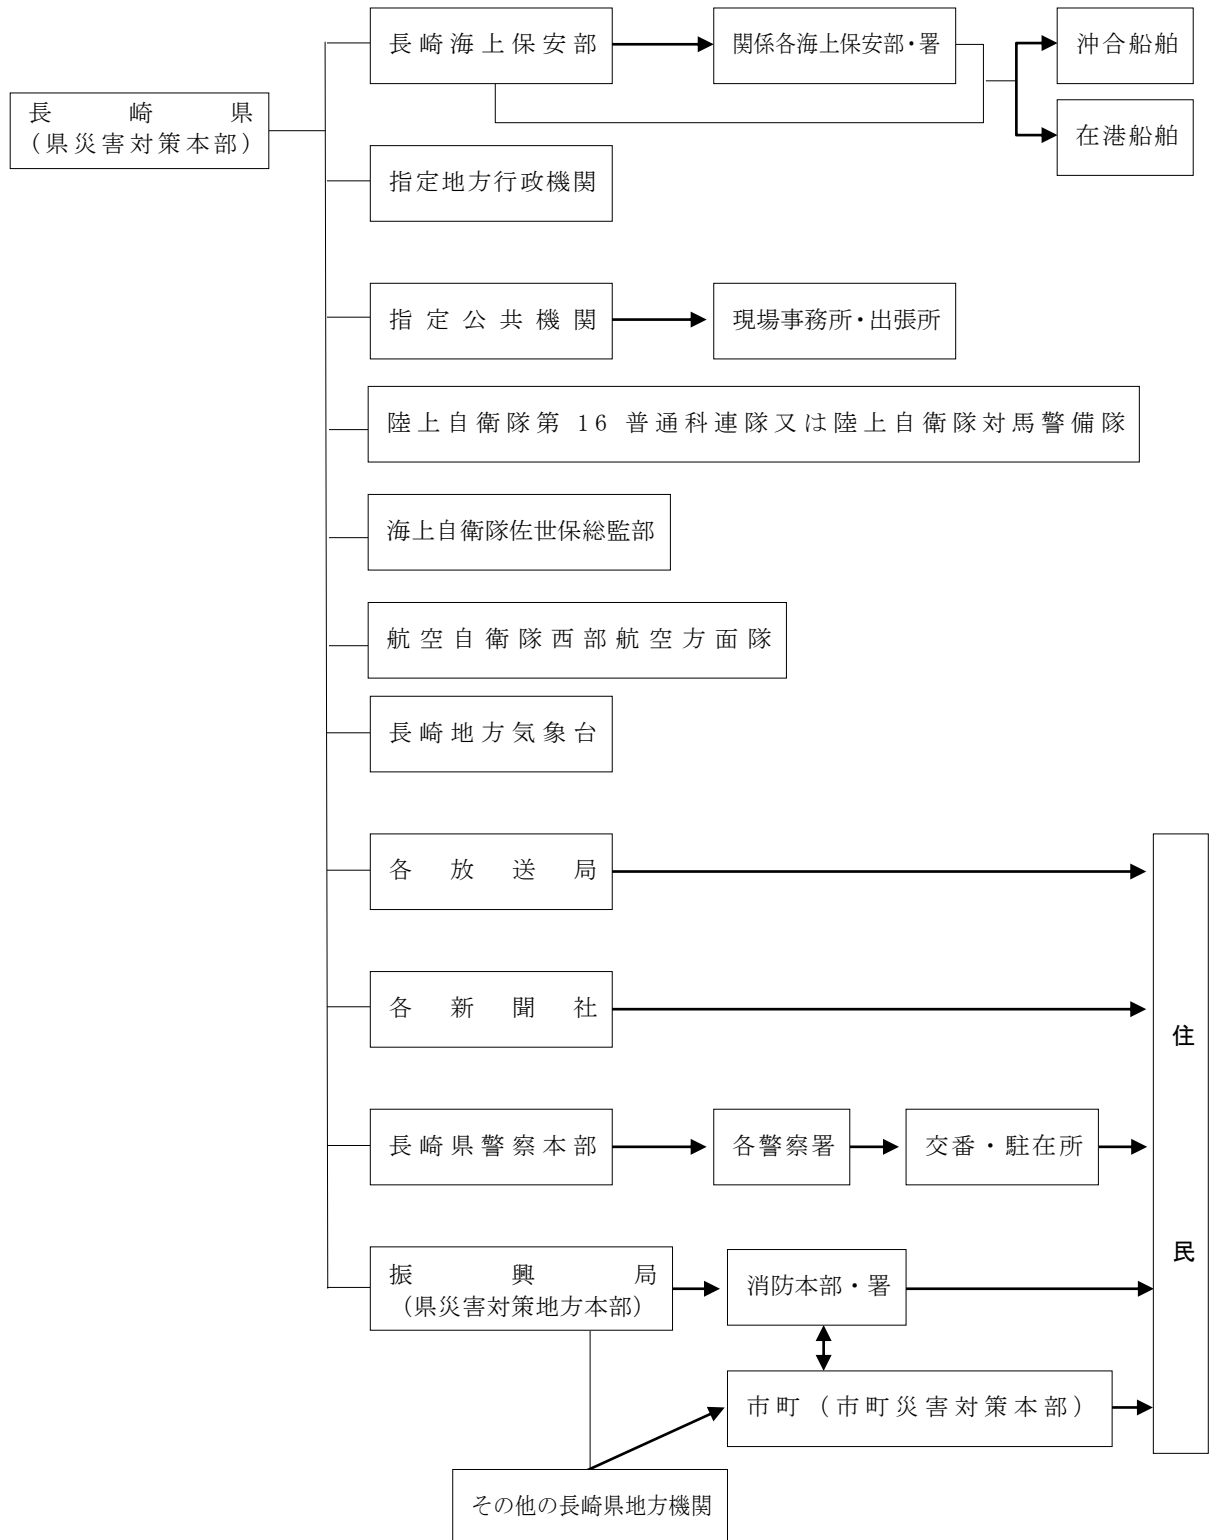 長崎県
（県災害対策本部）
長崎海上保安部
関係各海上保安部・署
沖合船舶
在港船舶
指定地方行政機関
指定公共機関
現場事務所・出張所
陸上自衛隊第 16 普通科連隊又は陸上自衛隊対馬警備隊
海上自衛隊佐世保総監部
航空自衛隊西部航空方面隊
長崎地方気象台
各放送局
各新聞社
長崎県警察本部
各警察署
交番・駐在所
振興局
（県災害対策地方本部）
消防本部・署
市町（市町災害対策本部）
その他の長崎県地方機関
住民